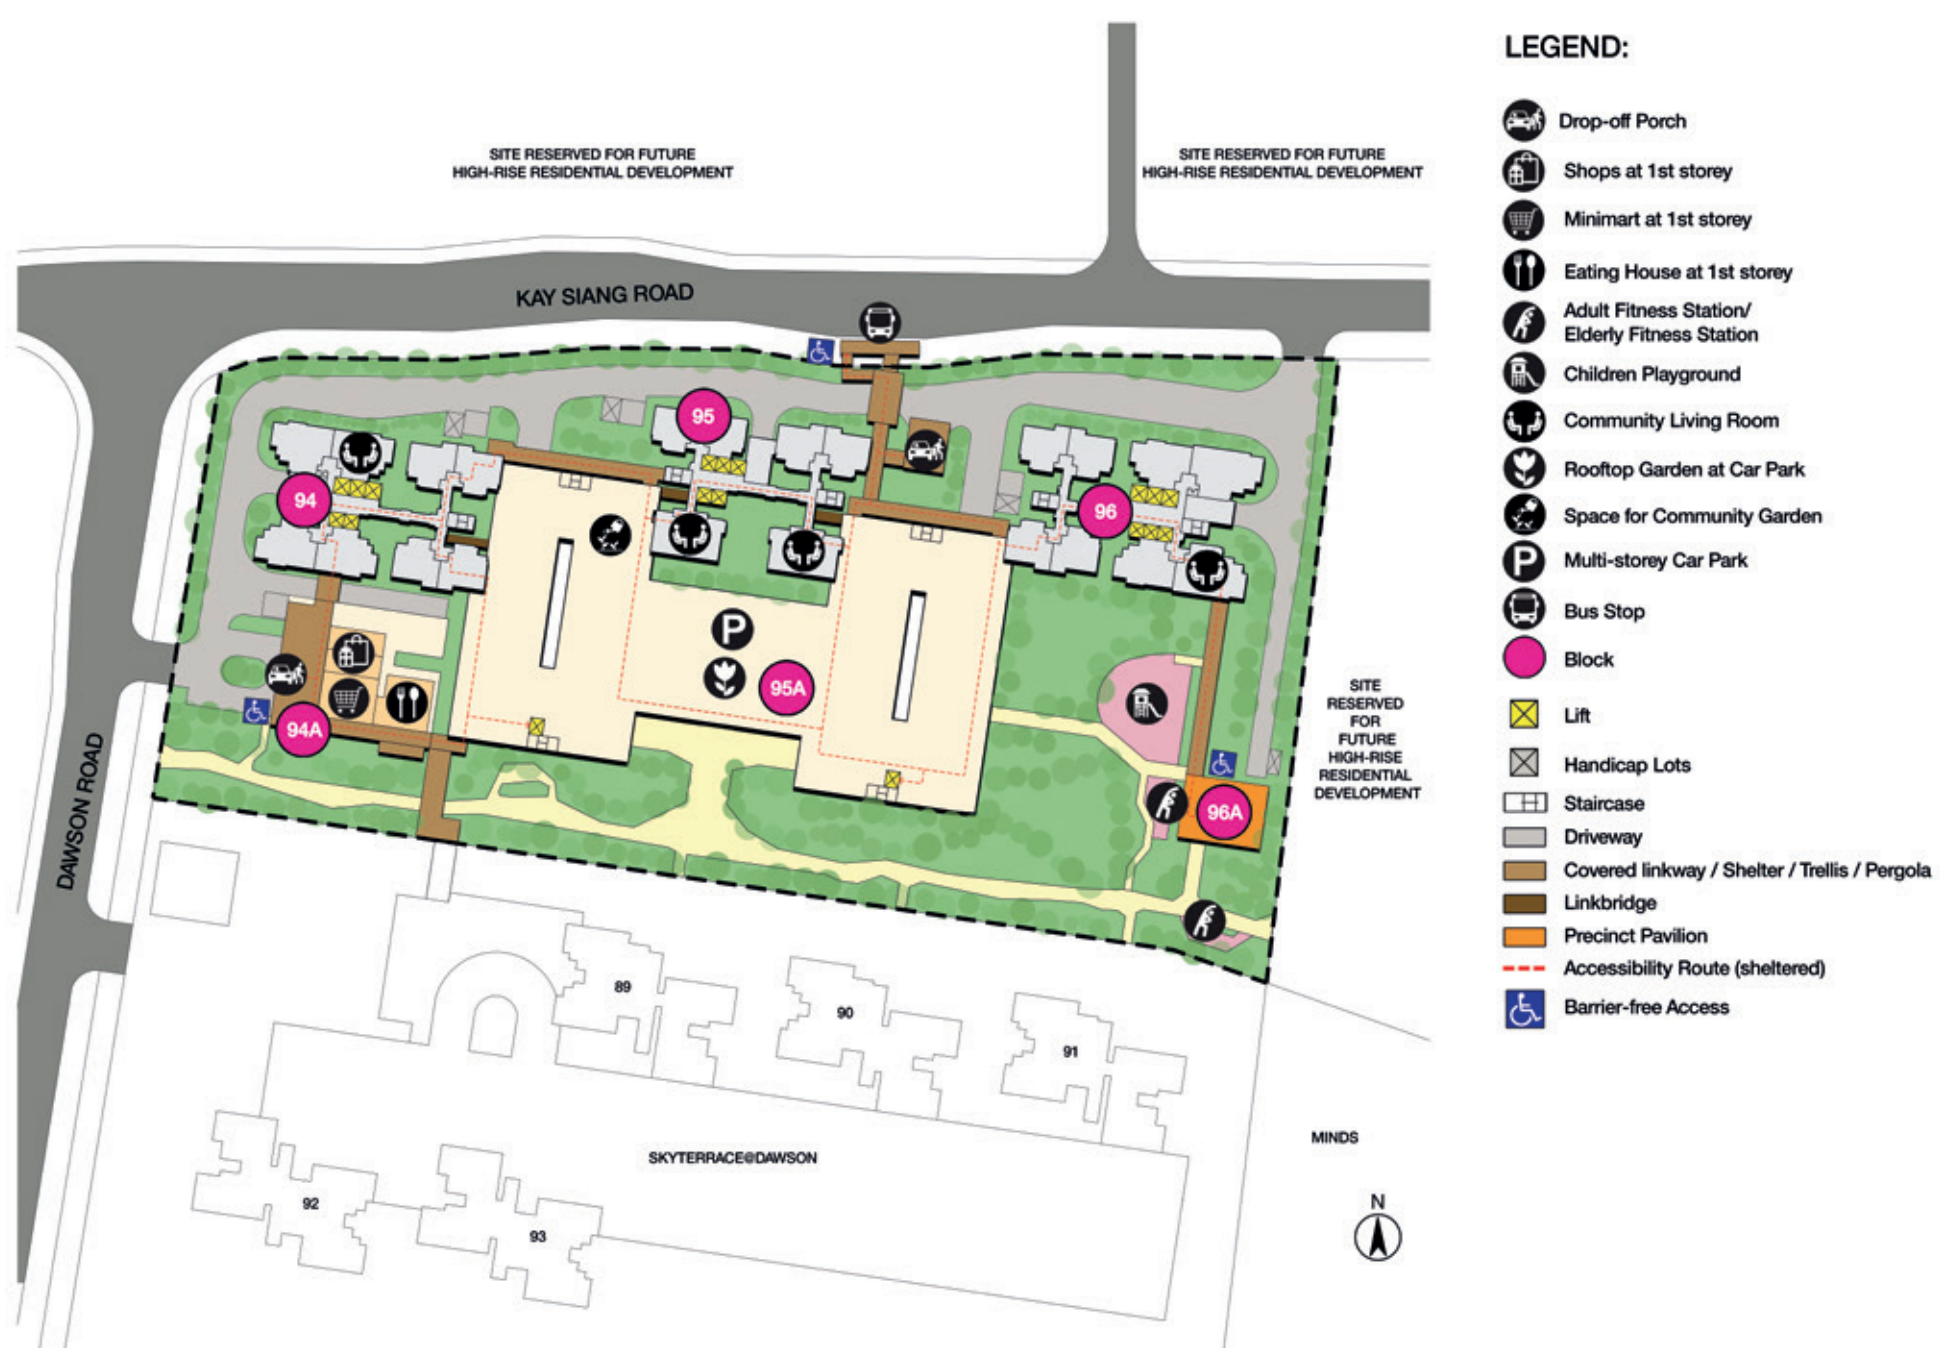 LEGEND:
SITE RESERVED FOR FUTURE
HIGH-RISE RESIDENTIAL DEVELOPMENT
SITE RESERVED FOR FUTURE
HIGH-RISE RESIDENTIAL DEVELOPMENT
KAY SIANG ROAD
DAWSON ROAD
95
94
96
P
95A
94A
96A
SITE
RESERVED
FOR
FUTURE
HIGH-RISE
RESIDENTIAL
DEVELOPMENT
89
90
91
92
93
SKYTERRACE@DAWSON
MINDS
N
Drop-off Porch
Shops at 1st storey
Minimart at 1st storey
Eating House at 1st storey
Adult Fitness Station/
Elderly Fitness Station
Children Playground
Community Living Room
Rooftop Garden at Car Park
Space for Community Garden
P
Multi-storey Car Park
Bus Stop
Block
Lift
Handicap Lots
Staircase
Driveway
Covered linkway / Shelter / Trellis / Pergola
Linkbridge
Precinct Pavilion
Accessibility Route (sheltered)
Barrier-free Access